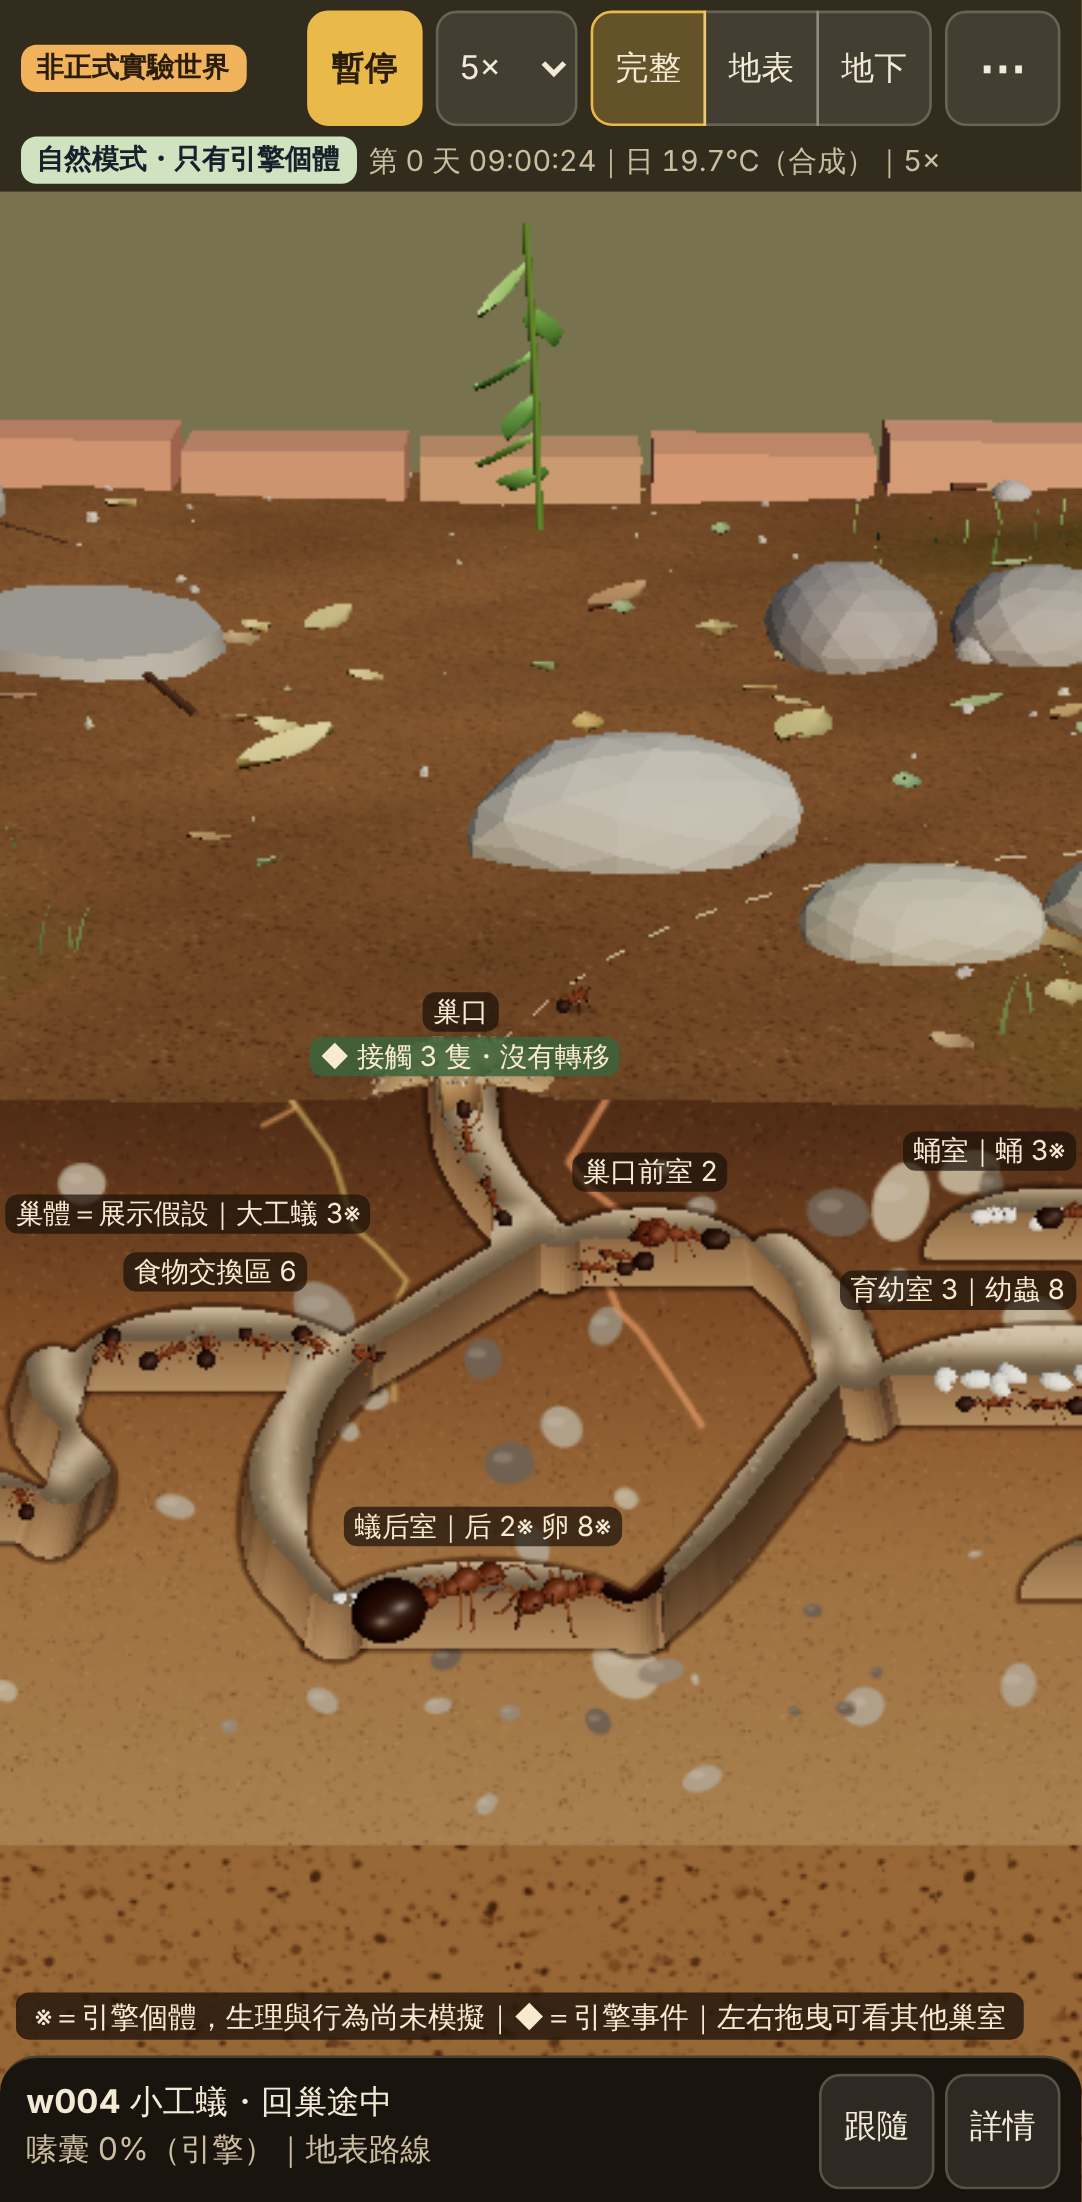 非正式實驗世界
暫停
5×
完整
地表
地下
...
自然模式・只有引擎個體
第 0 天 09:00:24｜日 19.7°C（合成）｜5×
巢口
◆ 接觸 3 隻・沒有轉移
蛹室｜蛹 3※
巢口前室 2
巢體＝展示假設｜大工蟻 3※
食物交換區 6
育幼室 3｜幼蟲 8
蟻后室｜后 2※ 卵 8※
※＝引擎個體，生理與行為尚未模擬｜◆＝引擎事件｜左右拖曳可看其他巢室
w004 小工蟻・回巢途中
嗉囊 0%（引擎）｜地表路線
跟隨
詳情